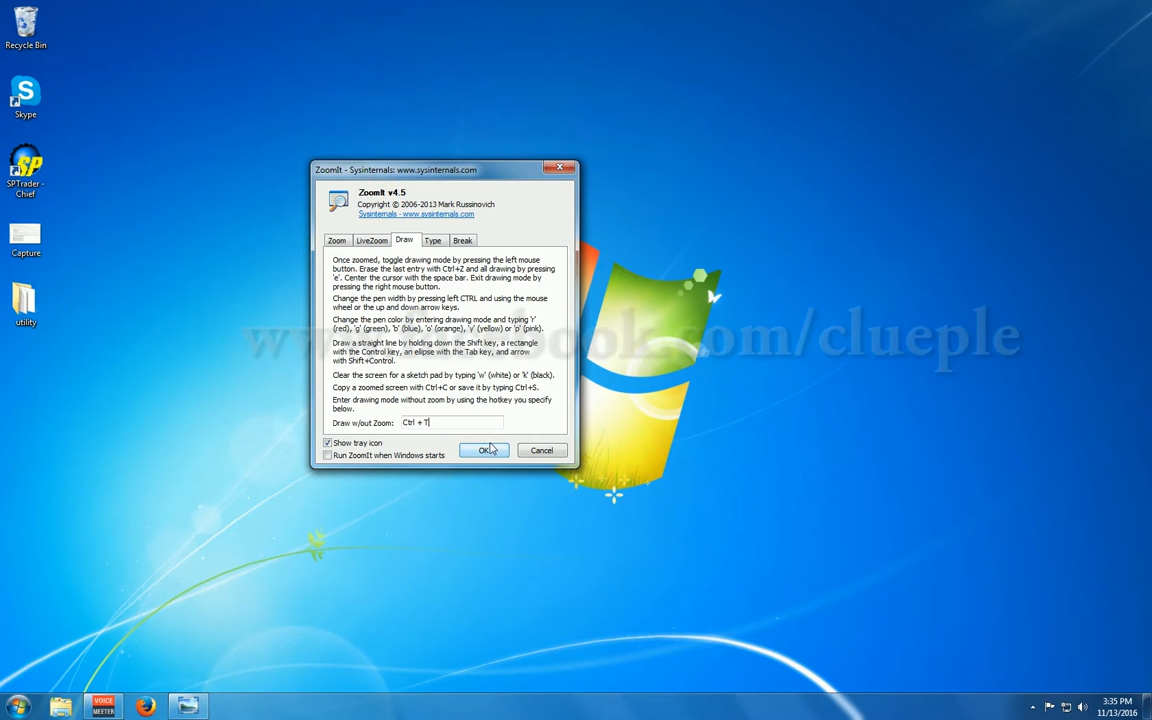 Recycle Bin
Skype
SPTrader -
Chief
Capture
utility
ZoomIt - Sysinternals: www.sysinternals.com
ZoomIt v4.5
Copyright © 2006-2013 Mark Russinovich
Sysinternals - www.sysinternals.com
Zoom LiveZoom Draw Type Break
Once zoomed, toggle drawing mode by pressing the left mouse
button. Erase the last entry with Ctrl+Z and all drawing by pressing
'e'. Center the cursor with the space bar. Exit drawing mode by
pressing the right mouse button.
Change the pen width by pressing left CTRL and using the mouse
wheel or the up and down arrow keys.
Change the pen color by entering drawing mode and typing 'r'
(red), 'g' (green), 'b' (blue), 'o' (orange), 'y' (yellow) or 'p' (pink).
Draw a straight line by holding down the Shift key, a rectangle
with the Control key, an ellipse with the Tab key, and arrow
with Shift+Control.
Clear the screen for a sketch pad by typing 'w' (white) or 'k' (black).
Copy a zoomed screen with Ctrl+C or save it by typing Ctrl+S.
Enter drawing mode without zoom by using the hotkey you specify
below.
Draw w/out Zoom: Ctrl + T
Show tray icon
Run ZoomIt when Windows starts
OK Cancel
ook.com/clueple
VOICE
MEETER
3:35 PM
11/13/2016